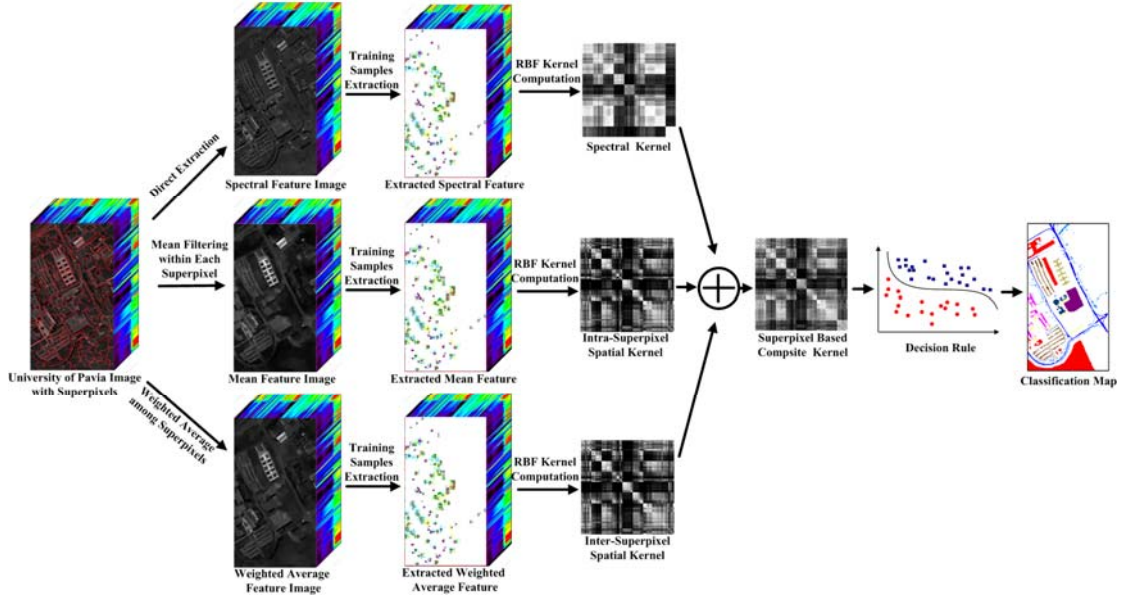 Direct Extraction
Mean Filtering
within Each
Superpixel
Weighted Average
among Superpixels
University of Pavia Image
with Superpixels
Training
Samples
Extraction
RBF Kernel
Computation
Spectral Feature Image
Extracted Spectral Feature
Spectral Kernel
Training
Samples
Extraction
RBF Kernel
Computation
Mean Feature Image
Extracted Mean Feature
Intra-Superpixel
Spatial Kernel
Superpixel Based
Compsite Kernel
Decision Rule
Classification Map
Training
Samples
Extraction
RBF Kernel
Computation
Weighted Average
Feature Image
Extracted Weighted
Average Feature
Inter-Superpixel
Spatial Kernel